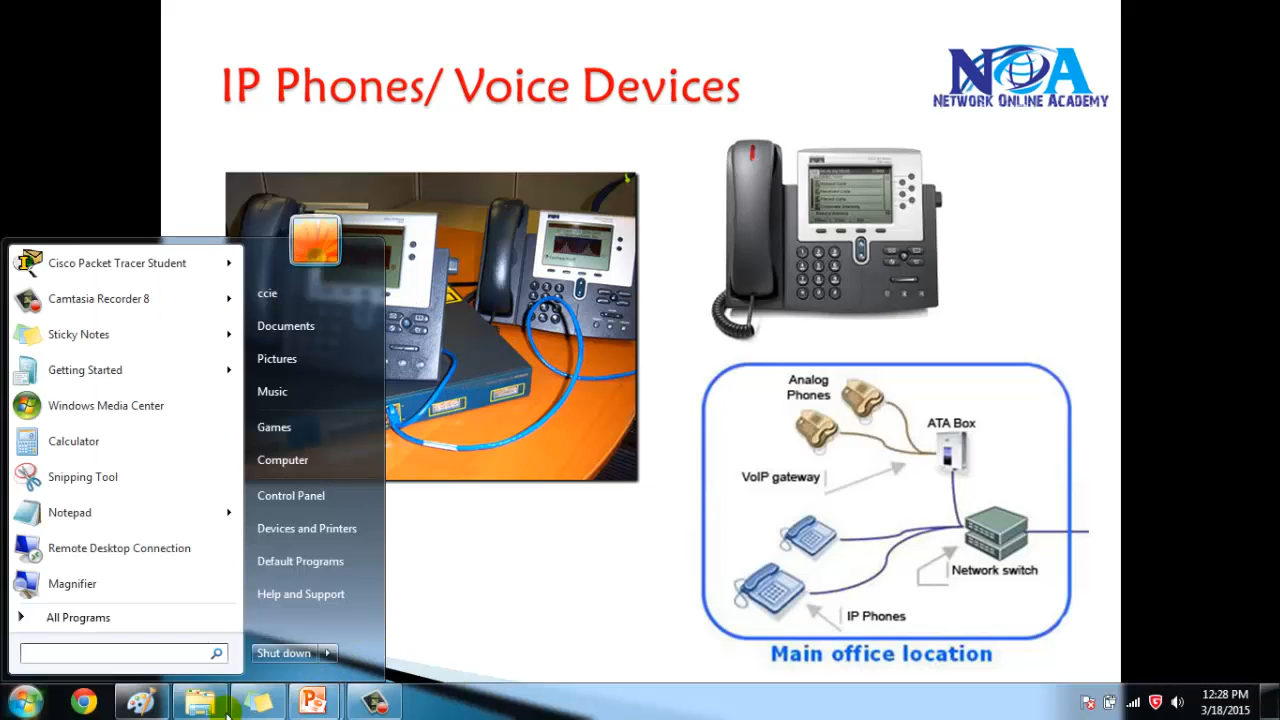 IP Phones/ Voice Devices
NOA
NETWORK ONLINE ACADEMY
Cisco Packet Tracer Student
Camtasia Recorder 8
Sticky Notes
Getting Started
Windows Media Center
Calculator
Snipping Tool
Notepad
Remote Desktop Connection
Magnifier
All Programs
ccie
Documents
Pictures
Music
Games
Computer
Control Panel
Devices and Printers
Default Programs
Help and Support
Shut down
Analog
Phones
ATA Box
VoIP gateway
Network switch
IP Phones
Main office location
12:28 PM
3/18/2015